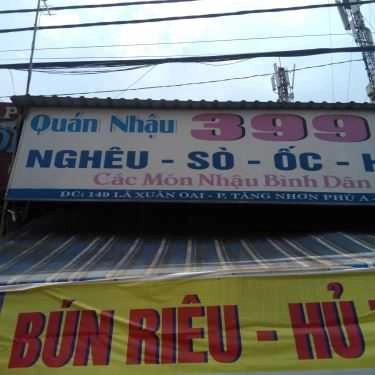 Quán Nhậu 399
NGHÊU - SÒ - ỐC - H
Các Món Nhậu Bình Dân
ĐC: 149 LÃ XUÂN OAI - P. TĂNG NHƠN PHÚ A -
BÚN RIÊU - HỦ